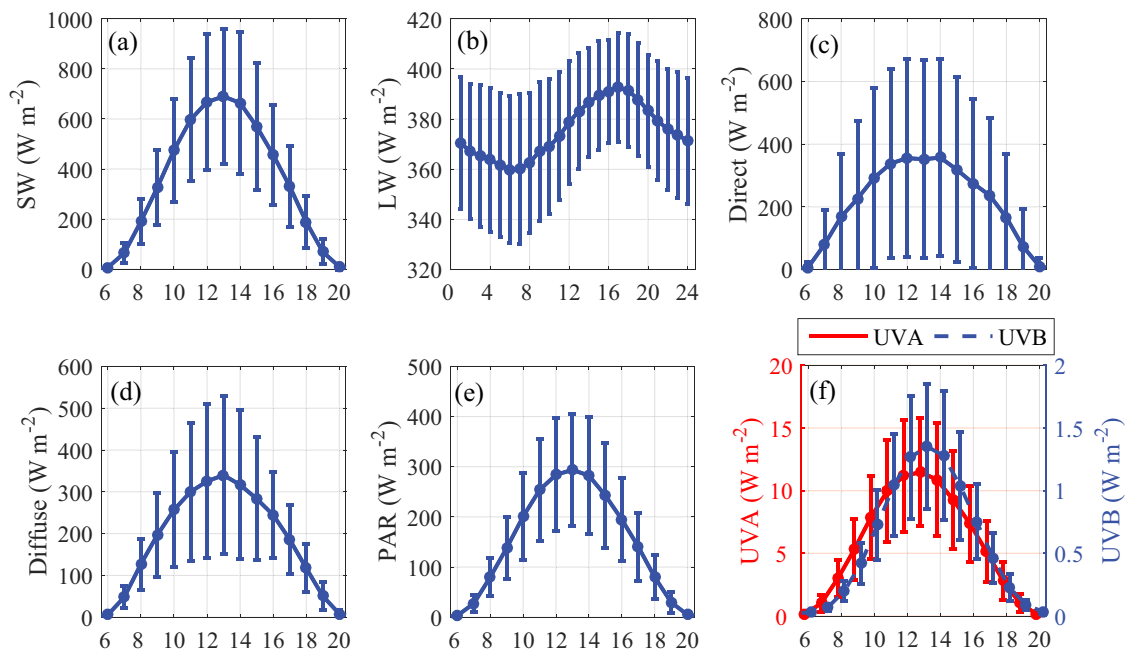 (a)
SW (W m⁻²)
1000
800
600
400
200
0
6 8 10 12 14 16 18 20
(b)
LW (W m⁻²)
420
400
380
360
340
320
0 4 8 12 16 20 24
(c)
Direct (W m⁻²)
800
600
400
200
0
6 8 10 12 14 16 18 20
(d)
Diffuse (W m⁻²)
600
500
400
300
200
100
0
6 8 10 12 14 16 18 20
(e)
PAR (W m⁻²)
500
400
300
200
100
0
6 8 10 12 14 16 18 20
UVA UVB
(f)
UVA (W m⁻²)
20
15
10
5
0
6 8 10 12 14 16 18 20
2
1.5
1
0.5
0
UVB (W m⁻²)